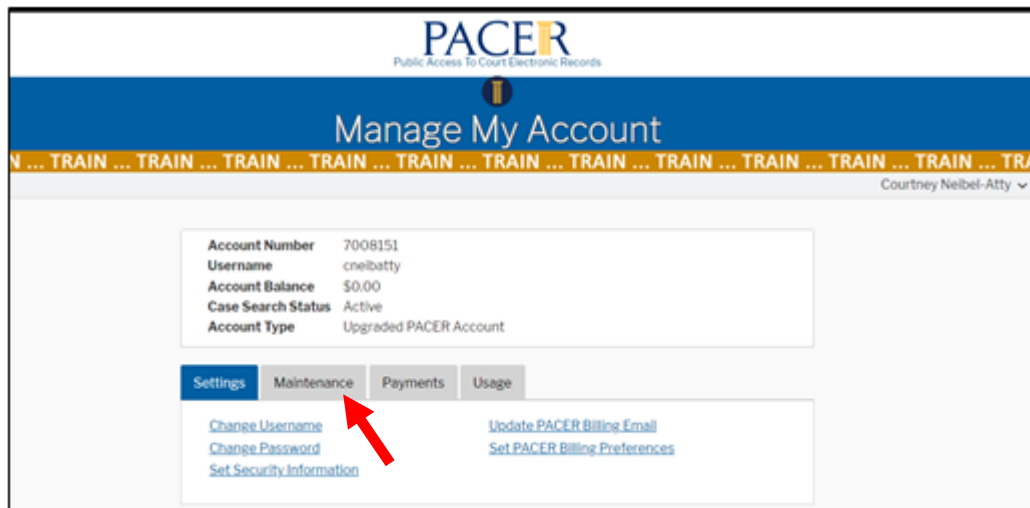 PACER
Public Access To Court Electronic Records
Manage My Account
N ... TRAIN ... TRAIN ... TRAIN ... TRAIN ... TRAIN ... TRAIN ... TRAIN ... TRAIN ... TRAIN ... TRAIN ... TRAIN ... TRA
Courtney Neibel-Atty
Account Number 7008151
Username cneibatty
Account Balance $0.00
Case Search Status Active
Account Type Upgraded PACER Account
Settings Maintenance Payments Usage
Change Username Update PACER Billing Email
Change Password Set PACER Billing Preferences
Set Security Information